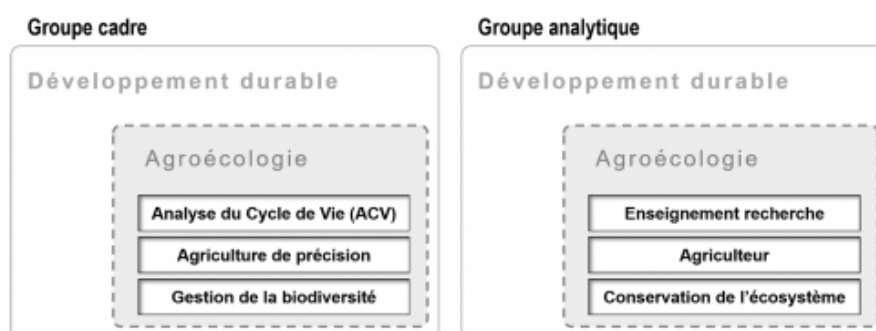 Groupe cadre
Développement durable
Agroécologie
Analyse du Cycle de Vie (ACV)
Agriculture de précision
Gestion de la biodiversité
Groupe analytique
Développement durable
Agroécologie
Enseignement recherche
Agriculteur
Conservation de l'écosystème